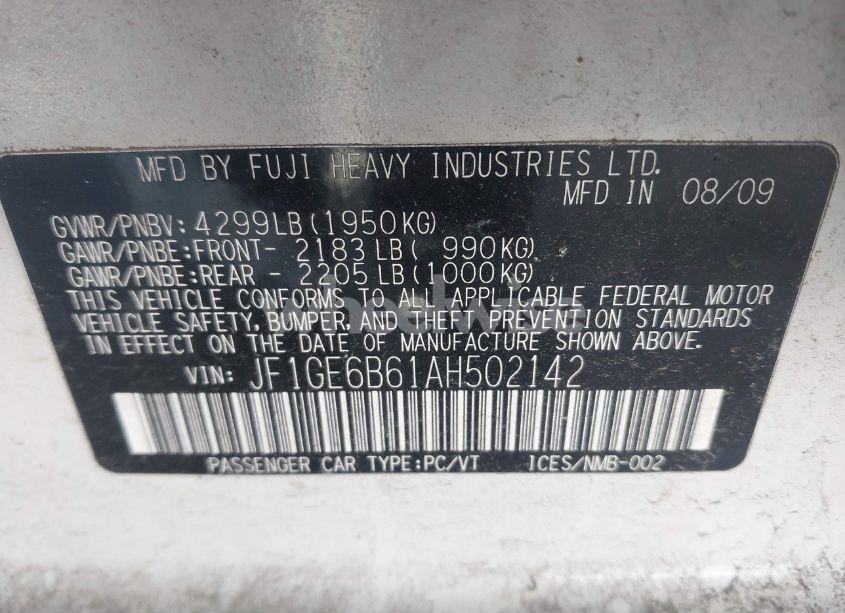 MFD BY FUJI HEAVY INDUSTRIES LTD.
MFD IN 08/09
GVWR/PNBV: 4299LB(1950KG)
GAWR/PNBE:FRONT- 2183LB( 990KG)
GAWR/PNBE:REAR - 2205LB(1000KG)
THIS VEHICLE CONFORMS TO ALL APPLICABLE FEDERAL MOTOR
VEHICLE SAFETY, BUMPER, AND THEFT PREVENTION STANDARDS
IN EFFECT ON THE DATE OF MANUFACTURE SHOWN ABOVE.
VIN: JF1GE6B61AH502142
PASSENGER CAR TYPE:PC/VT ICES/NMB-002